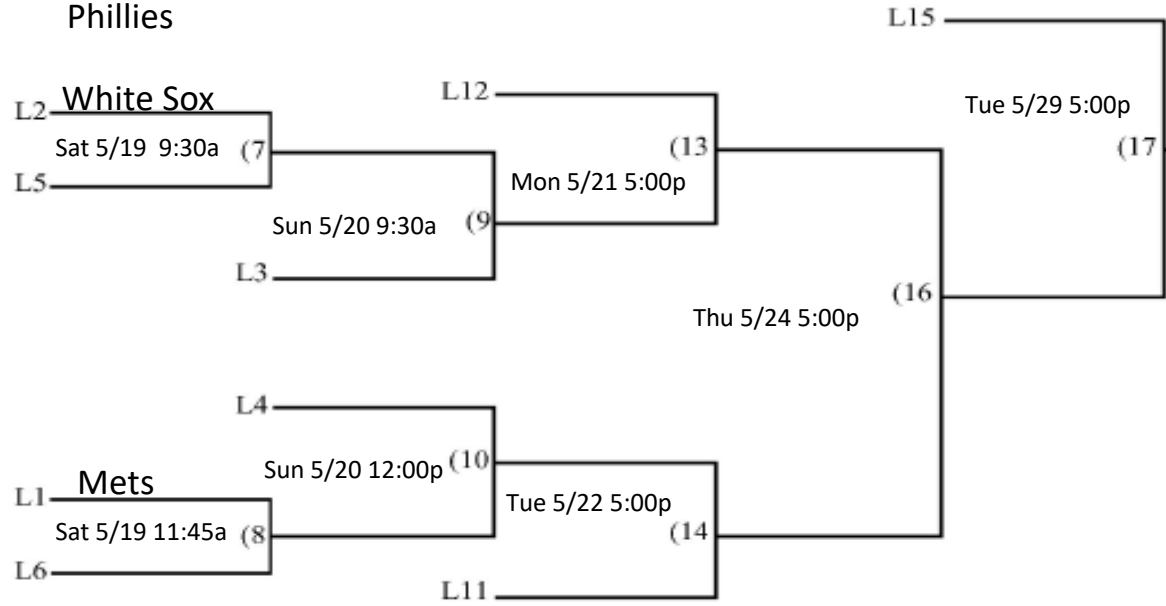 Phillies
L15
L12
White Sox
L2
Tue 5/29 5:00p
Sat 5/19 9:30a
(7
(13
(17
L5
Mon 5/21 5:00p
Sun 5/20 9:30a
(9
L3
(16
Thu 5/24 5:00p
L4
(10
Sun 5/20 12:00p
Mets
L1
Tue 5/22 5:00p
Sat 5/19 11:45a
(8
(14
L6
L11